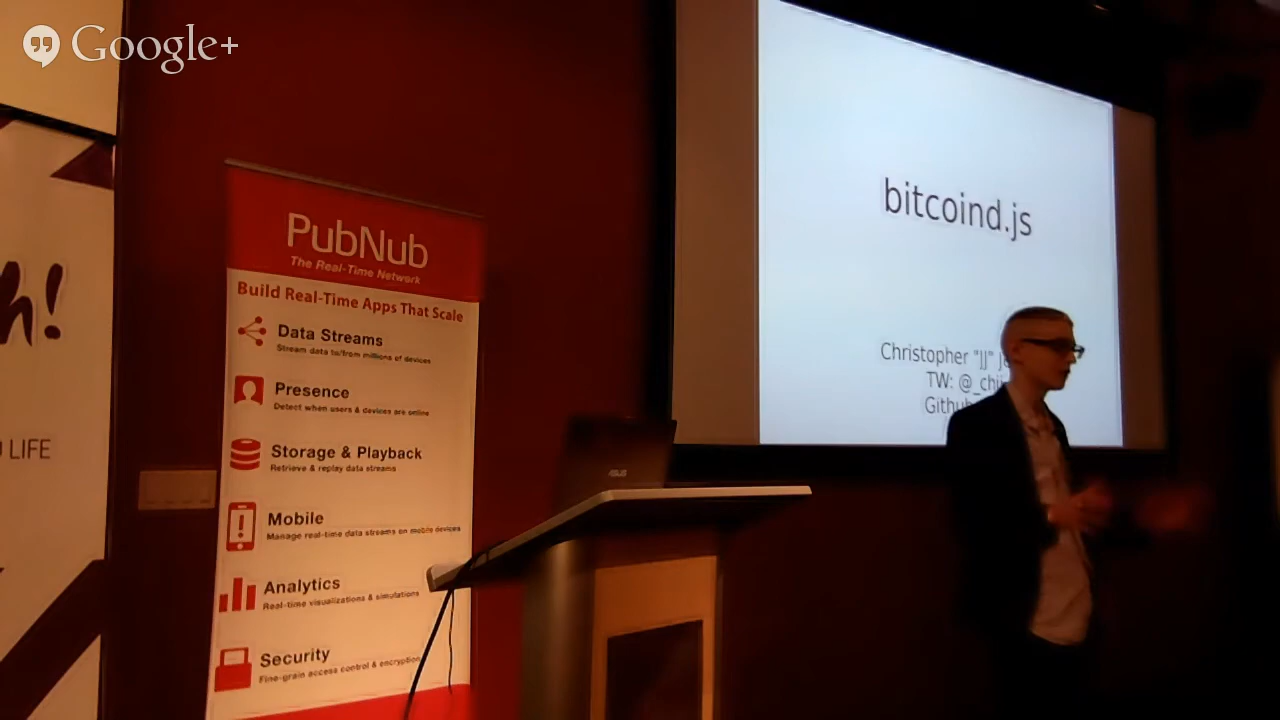 Google+
h!
LIFE
PubNub
The Real-Time Network
Build Real-Time Apps That Scale
Data Streams
Stream data to/from millions of devices
Presence
Detect when users & devices are online
Storage & Playback
Retrieve & replay data streams
Mobile
Manage real-time data streams on mobile devices
Analytics
Real-time visualizations & simulations
Security
Fine-grain access control & encryption
ASUS
bitcoind.js
Christopher "JJ"
TW:
Github